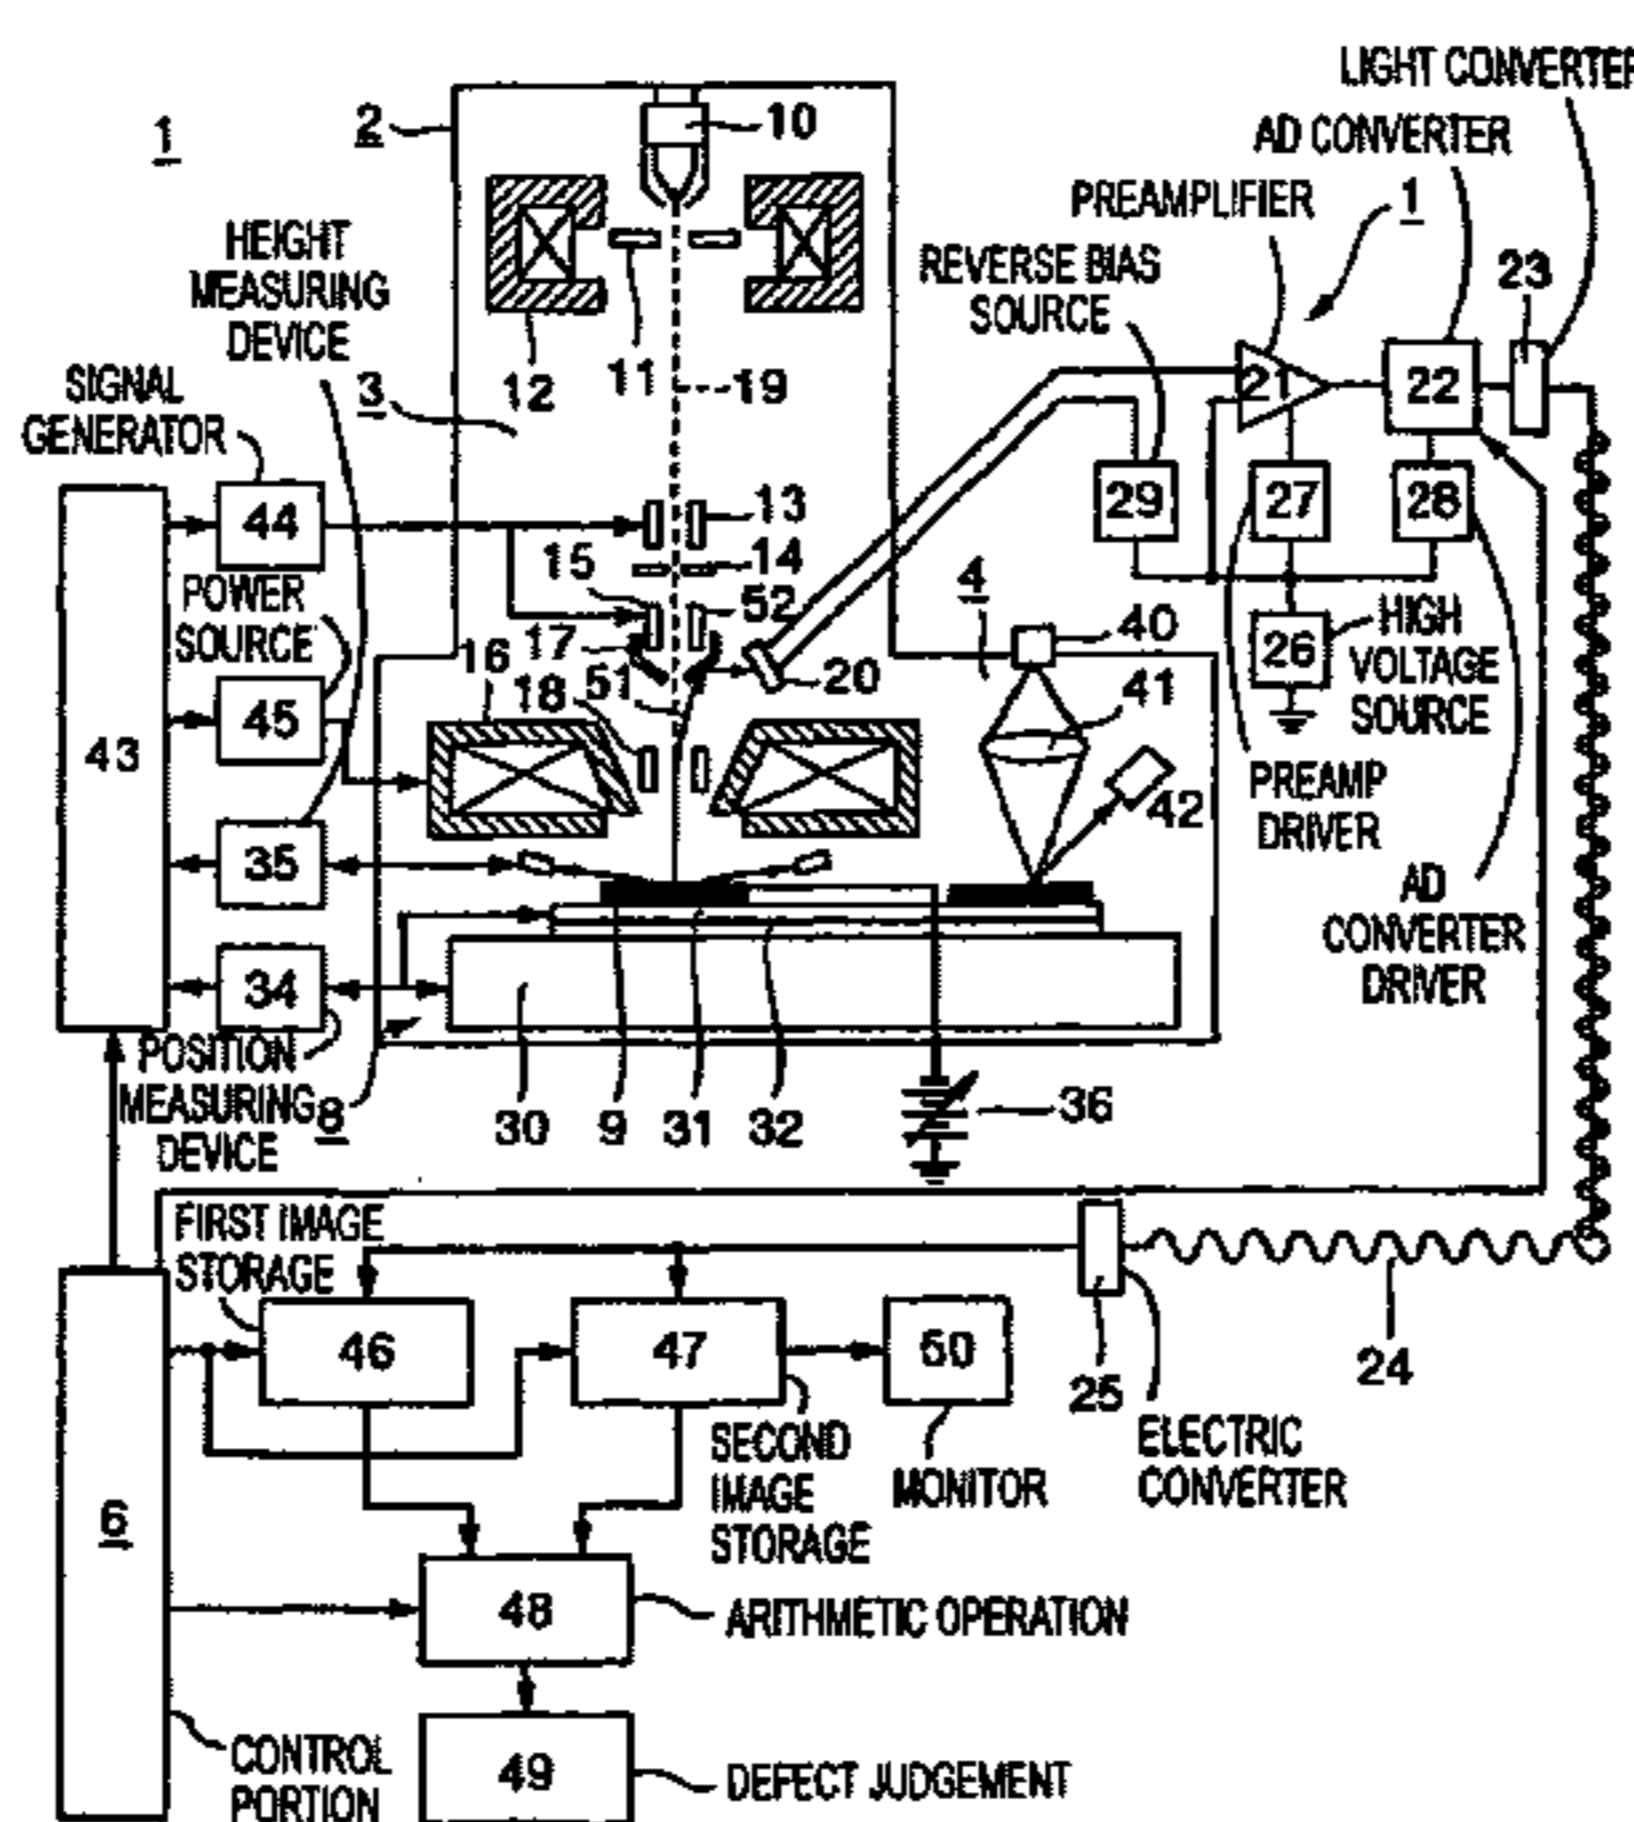 LIGHT CONVERTER
AD CONVERTER
PREAMPLIFIER
1
1
2
10
HEIGHT
MEASURING
DEVICE
REVERSE BIAS
SOURCE
23
SIGNAL
GENERATOR
3
12
11
19
21
22
44
13
29
27
28
15
14
4
52
POWER
SOURCE
17
40
26
HIGH
VOLTAGE
SOURCE
16
18
51
20
41
45
43
42
PREAMP
DRIVER
35
AD
CONVERTER
DRIVER
34
POSITION
MEASURING
DEVICE
8
30
9
31
32
36
FIRST IMAGE
STORAGE
46
47
50
25
24
SECOND
IMAGE
STORAGE
MONITOR
ELECTRIC
CONVERTER
6
48
ARITHMETIC OPERATION
CONTROL
PORTION
49
DEFECT JUDGEMENT